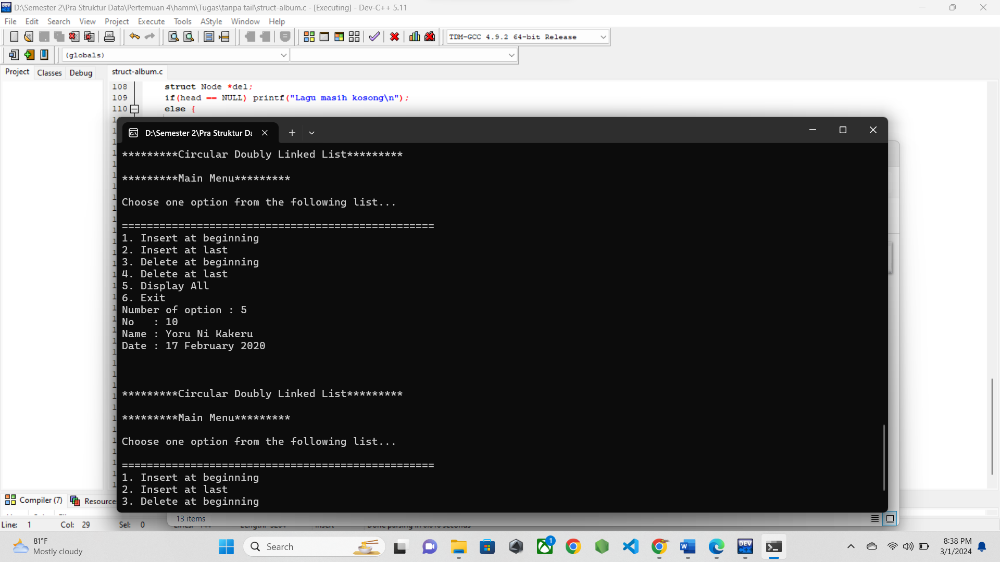 D:\Semester 2\Pra Struktur Data\Pertemuan 4\hamm\Tugas\tanpa tail\struct-album.c - [Executing] - Dev-C++ 5.11
File Edit Search View Project Execute Tools AStyle Window Help
TDM-GCC 4.9.2 64-bit Release
(globals)
Project Classes Debug
struct-album.c
108 struct Node *del;
109 if(head == NULL) printf("Lagu masih kosong\n");
110 else {
D:\Semester 2\Pra Struktur Da
*********Circular Doubly Linked List*********
*********Main Menu*********
Choose one option from the following list...
==================================================
1. Insert at beginning
2. Insert at last
3. Delete at beginning
4. Delete at last
5. Display All
6. Exit
Number of option : 5
No   : 10
Name : Yoru Ni Kakeru
Date : 17 February 2020
*********Circular Doubly Linked List*********
*********Main Menu*********
Choose one option from the following list...
==================================================
1. Insert at beginning
2. Insert at last
3. Delete at beginning
Compiler (7) Resource
13 items
Line: 1 Col: 29 Sel: 0
81°F
Mostly cloudy
Search
1
8:38 PM
3/1/2024